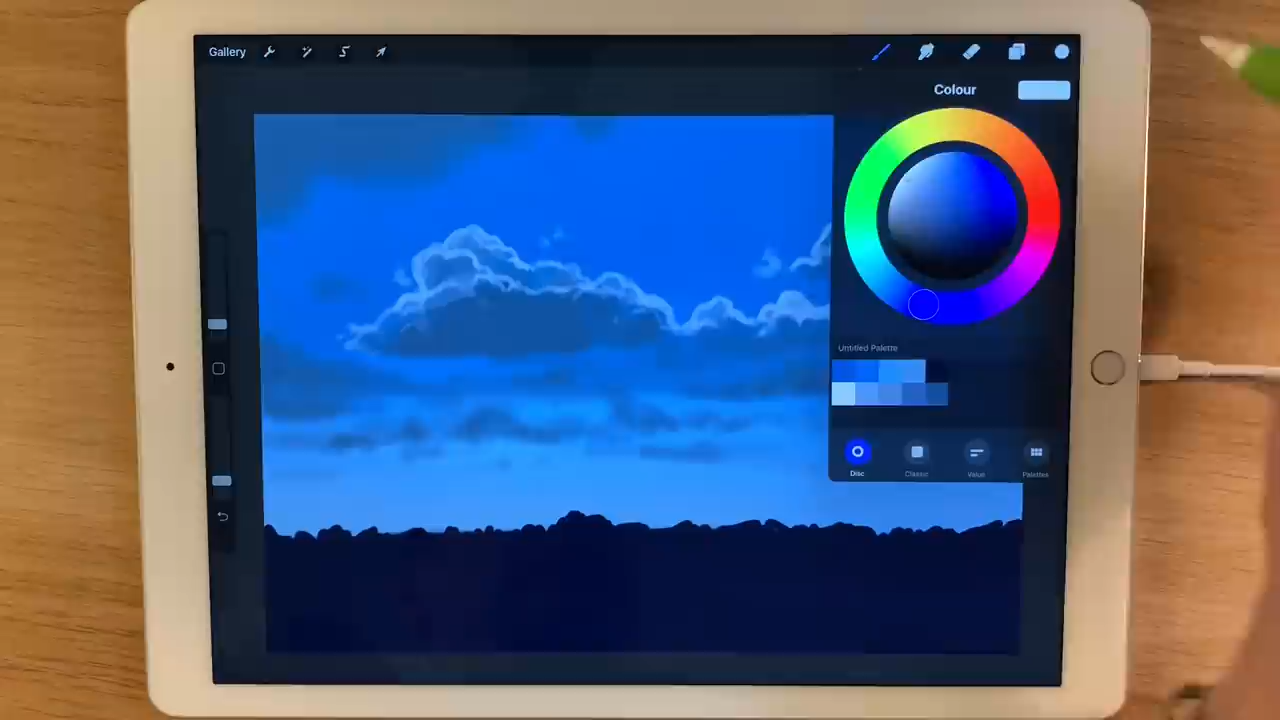 Gallery
Colour
Untitled Palette
Disc
Classic
Value
Palettes